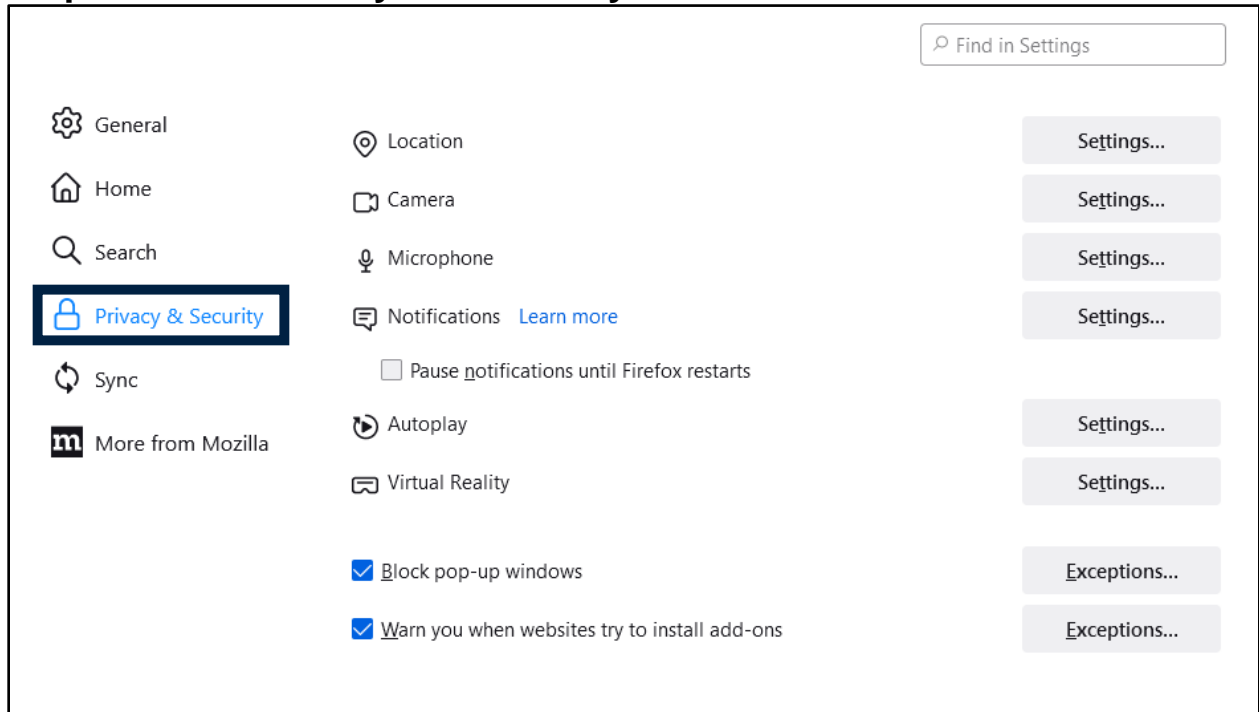 Find in Settings
General
Home
Search
Privacy & Security
Sync
m More from Mozilla
Location
Settings...
Camera
Settings...
Microphone
Settings...
Notifications Learn more
Settings...
Pause notifications until Firefox restarts
Autoplay
Settings...
Virtual Reality
Settings...
Block pop-up windows
Exceptions...
Warn you when websites try to install add-ons
Exceptions...